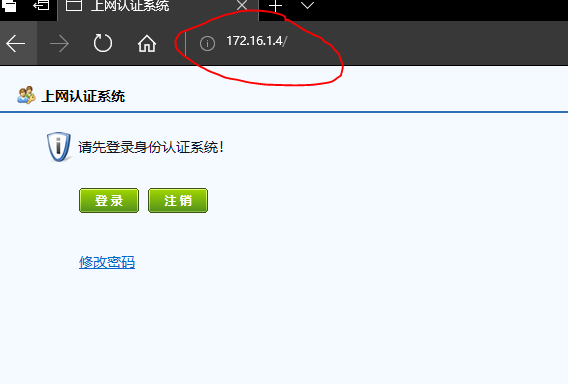 上网认证系统
172.16.1.4/
上网认证系统
请先登录身份认证系统!
登 录
注 销
修改密码